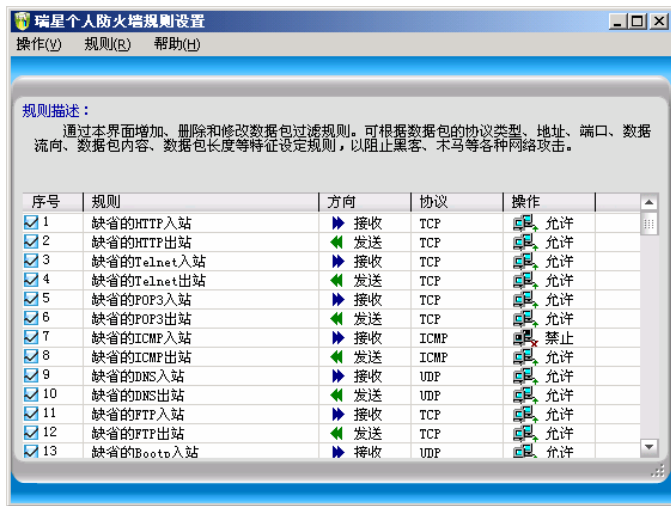 瑞星个人防火墙规则设置
操作(V) 规则(R) 帮助(H)
规则描述：
通过本界面增加、删除和修改数据包过滤规则。可根据数据包的协议类型、地址、端口、数据
流向、数据包内容、数据包长度等特征设定规则，以阻止黑客、木马等各种网络攻击。
序号 规则 方向 协议 操作
1 缺省的HTTP入站 接收 TCP 允许
2 缺省的HTTP出站 发送 TCP 允许
3 缺省的Telnet入站 接收 TCP 允许
4 缺省的Telnet出站 发送 TCP 允许
5 缺省的POP3入站 接收 TCP 允许
6 缺省的POP3出站 发送 TCP 允许
7 缺省的ICMP入站 接收 ICMP 禁止
8 缺省的ICMP出站 发送 ICMP 允许
9 缺省的DNS入站 接收 UDP 允许
10 缺省的DNS出站 发送 UDP 允许
11 缺省的FTP入站 接收 TCP 允许
12 缺省的FTP出站 发送 TCP 允许
13 缺省的Bootp入站 接收 UDP 允许